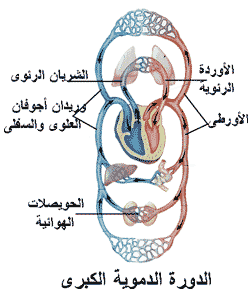 الأوردة
الرئوية
الشريان الرئوى
وريدان أجوفان
العلوى والسفلى
الأورطى
الحويصلات
الهوائية
الدورة الدموية الكبرى